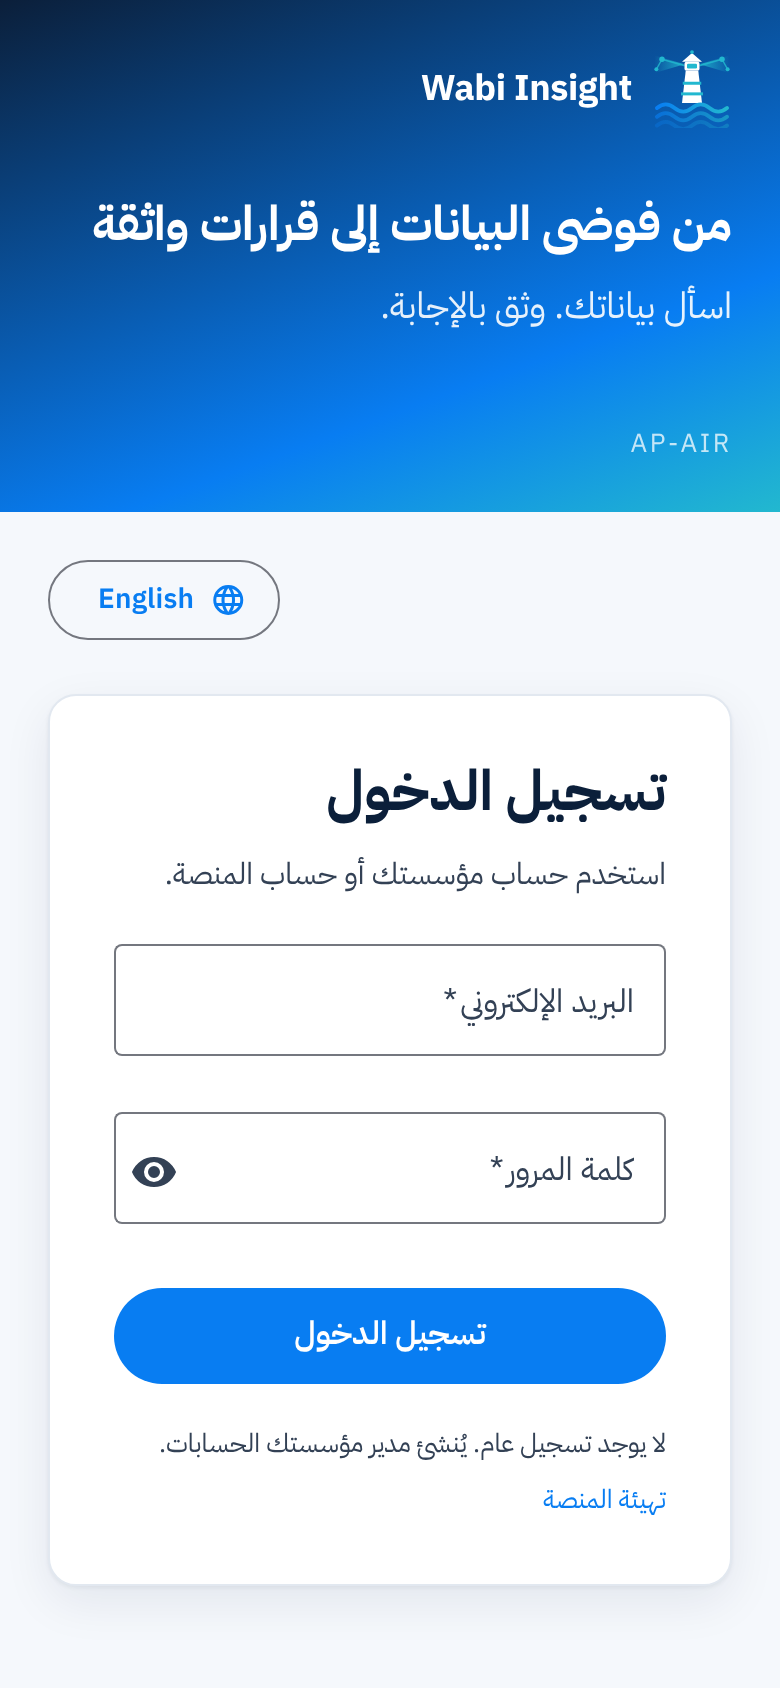 Wabi Insight
من فوضى البيانات إلى قرارات واثقة
اسأل بياناتك. وثق بالإجابة.
AP-AIR
English
تسجيل الدخول
استخدم حساب مؤسستك أو حساب المنصة.
البريد الإلكتروني*
كلمة المرور*
تسجيل الدخول
لا يوجد تسجيل عام. يُنشئ مدير مؤسستك الحسابات.
تهيئة المنصة